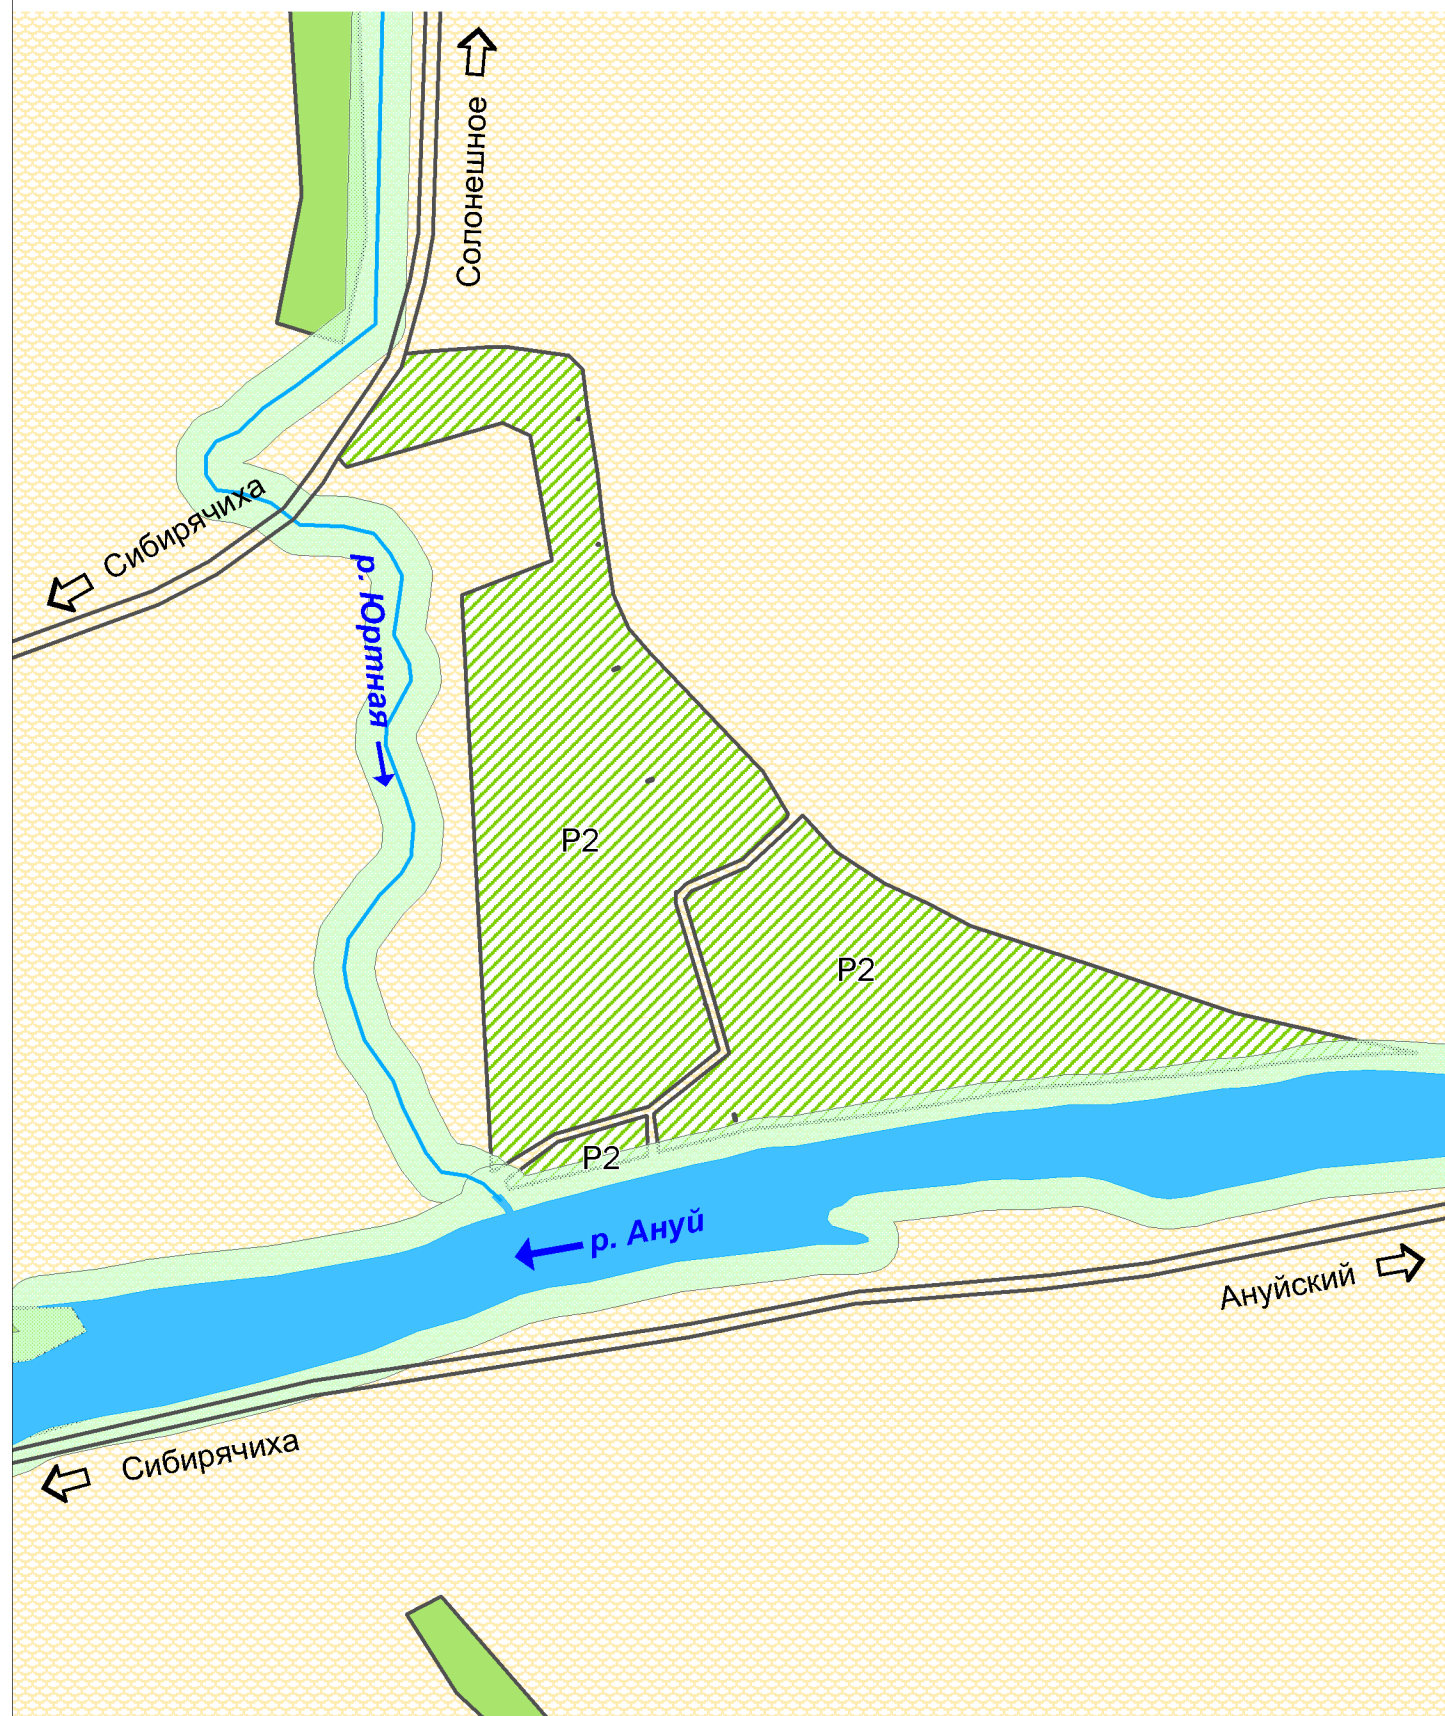 Солонешное
Сибирячиха
р. Юртная
Р2
Р2
Р2
р. Ануй
Ануйский
Сибирячиха